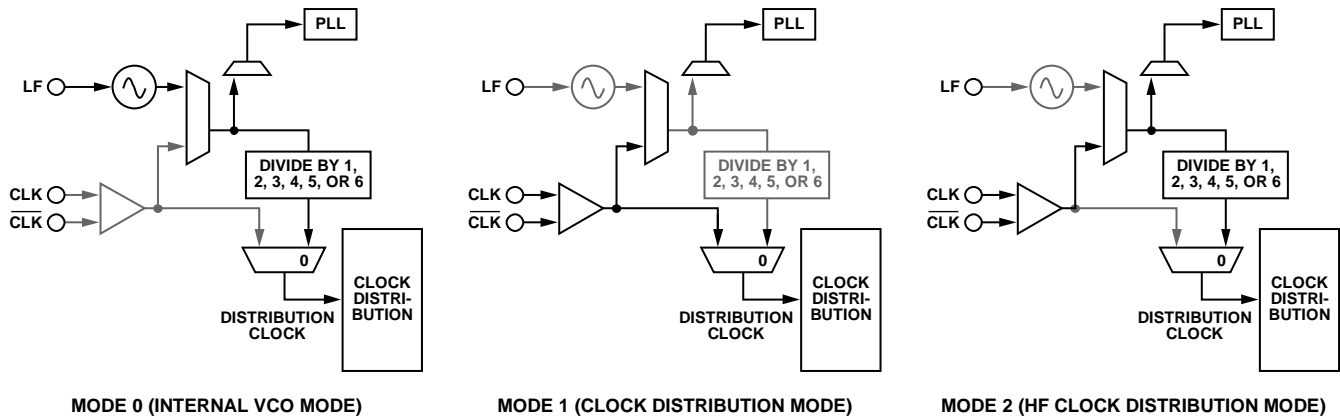 PLL
LF
DIVIDE BY 1,
2, 3, 4, 5, OR 6
CLK
CLK
0
CLOCK
DISTRI-
BUTION
DISTRIBUTION
CLOCK
MODE 0 (INTERNAL VCO MODE)
PLL
LF
DIVIDE BY 1,
2, 3, 4, 5, OR 6
CLK
CLK
0
CLOCK
DISTRI-
BUTION
DISTRIBUTION
CLOCK
MODE 1 (CLOCK DISTRIBUTION MODE)
PLL
LF
DIVIDE BY 1,
2, 3, 4, 5, OR 6
CLK
CLK
0
CLOCK
DISTRI-
BUTION
DISTRIBUTION
CLOCK
MODE 2 (HF CLOCK DISTRIBUTION MODE)